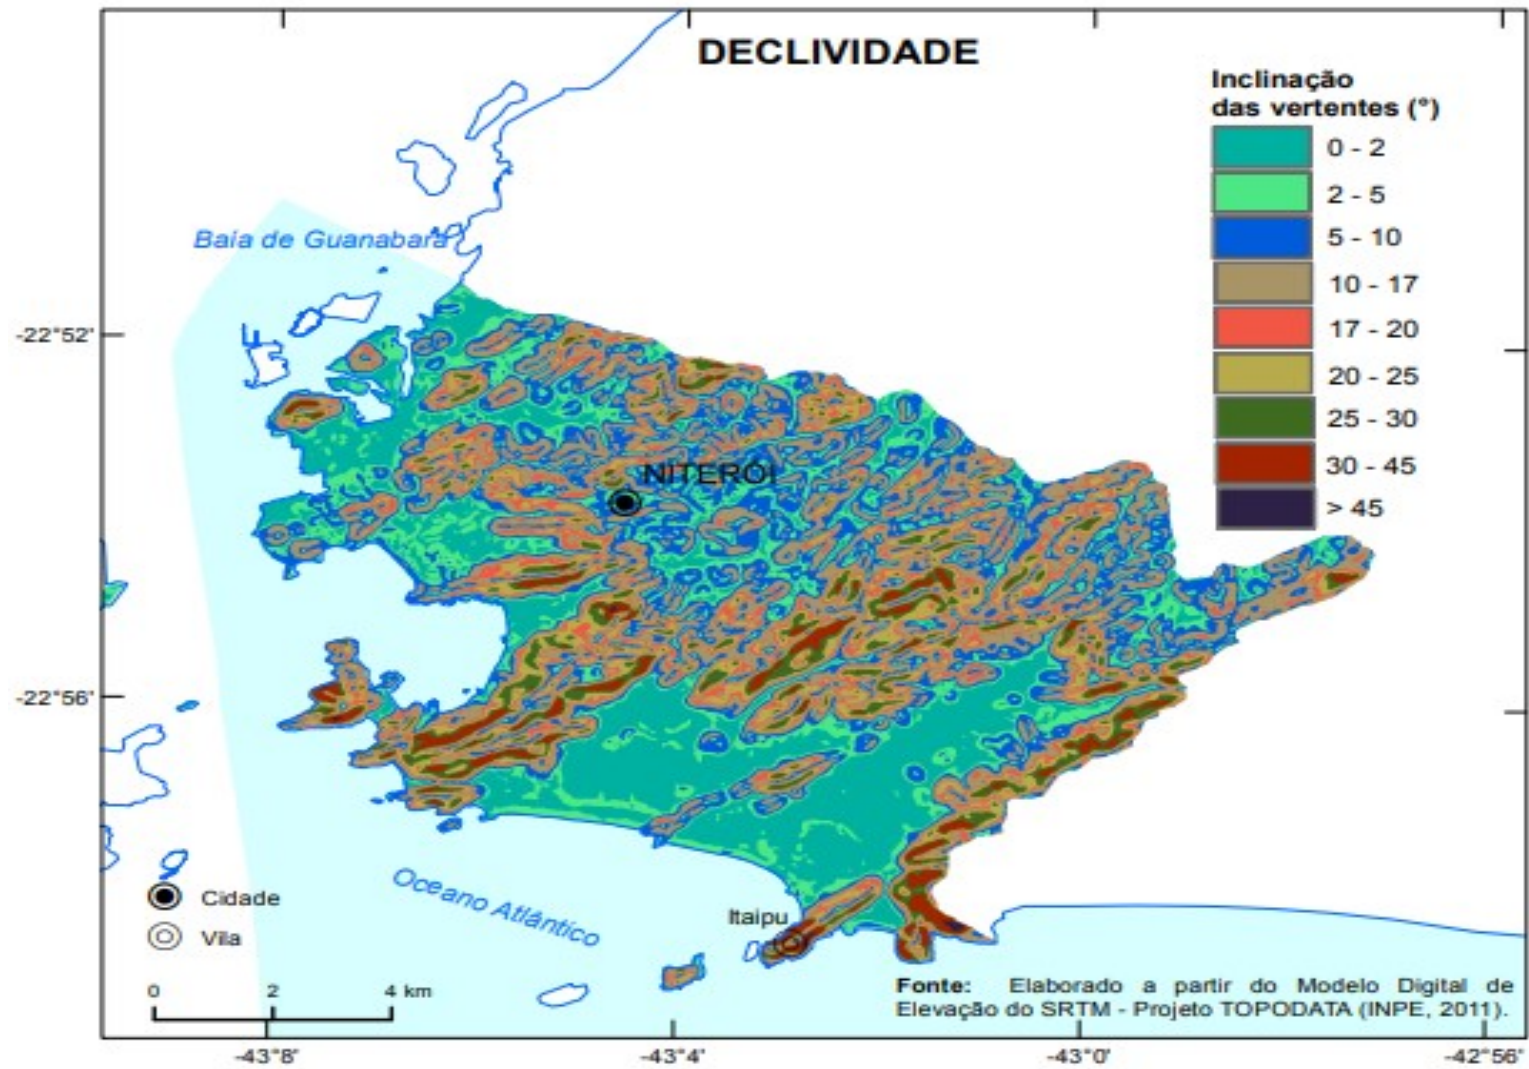 DECLIVIDADE
Inclinação
das vertentes (°)
0 - 2
2 - 5
5 - 10
10 - 17
17 - 20
20 - 25
25 - 30
30 - 45
> 45
Baia de Guanabara
-22°52'
NITERÓI
-22°56'
Oceano Atlântico
Cidade
Vila
Itaipu
0 2 4 km
Fonte: Elaborado a partir do Modelo Digital de
Elevação do SRTM - Projeto TOPODATA (INPE, 2011).
-43°8' -43°4' -43°0' -42°56'